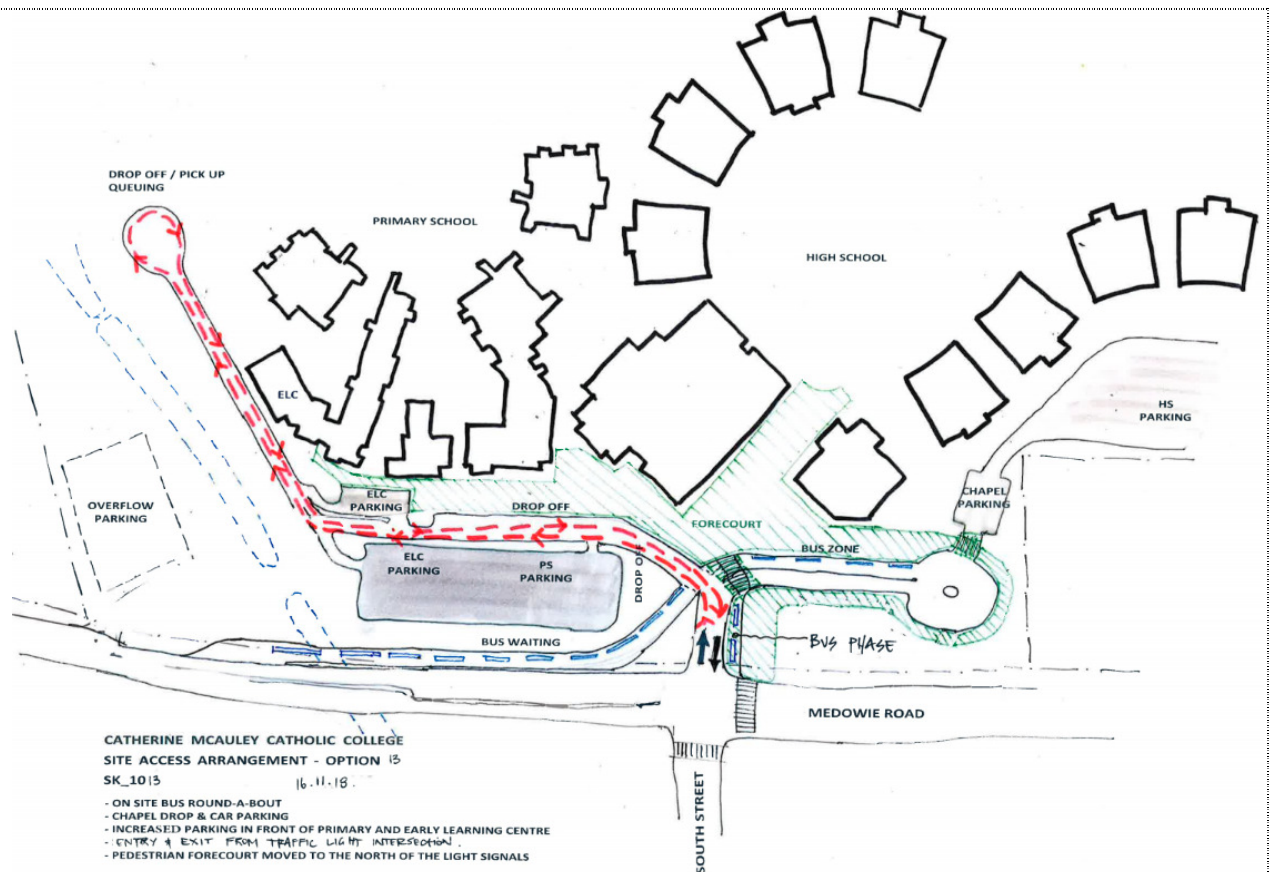 DROP OFF / PICK UP
QUEUING
PRIMARY SCHOOL
HIGH SCHOOL
ELC
HS
PARKING
OVERFLOW
PARKING
ELC
PARKING
DROP OFF
CHAPEL
PARKING
FORECOURT
BUS ZONE
ELC
PARKING
PS
PARKING
DROP OFF
BUS WAITING
BUS PHASE
MEDOWIE ROAD
SOUTH STREET
CATHERINE MCAULEY CATHOLIC COLLEGE
SITE ACCESS ARRANGEMENT - OPTION 13
SK_1013 16.11.18.
- ON SITE BUS ROUND-A-BOUT
- CHAPEL DROP & CAR PARKING
- INCREASED PARKING IN FRONT OF PRIMARY AND EARLY LEARNING CENTRE
- ENTRY & EXIT FROM TRAFFIC LIGHT INTERSECTION.
- PEDESTRIAN FORECOURT MOVED TO THE NORTH OF THE LIGHT SIGNALS